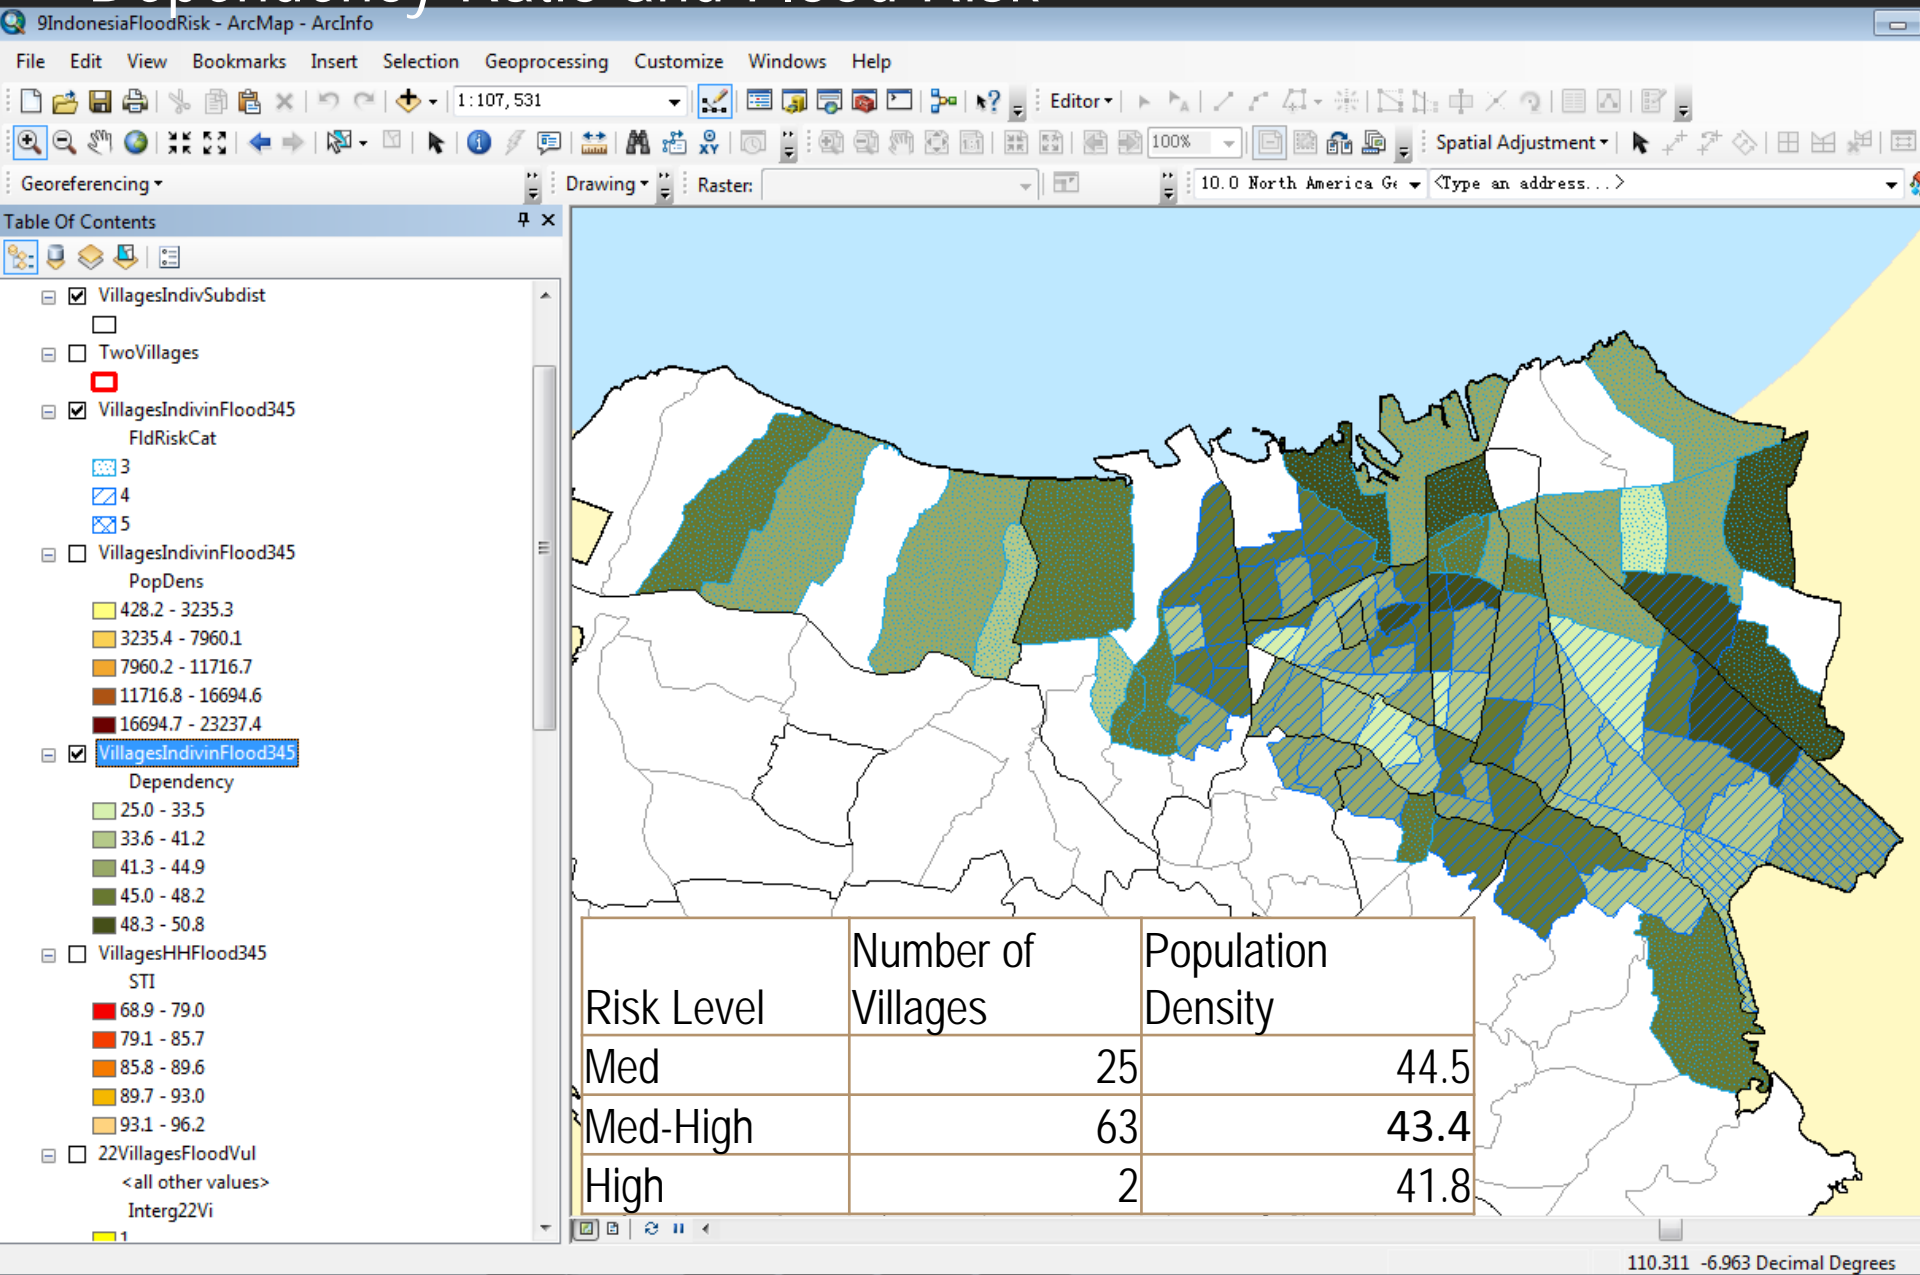 Dependency Ratio and Flood Risk
9IndonesiaFloodRisk - ArcMap - ArcInfo
File Edit View Bookmarks Insert Selection Geoprocessing Customize Windows Help
1:107,531
Editor
100%
Spatial Adjustment
Georeferencing
Drawing
Raster:
10.0 North America Ge
<Type an address...>
Table Of Contents
VillagesIndivSubdist
TwoVillages
VillagesIndivinFlood345
FldRiskCat
3
4
5
VillagesIndivinFlood345
PopDens
428.2 - 3235.3
3235.4 - 7960.1
7960.2 - 11716.7
11716.8 - 16694.6
16694.7 - 23237.4
VillagesIndivinFlood345
Dependency
25.0 - 33.5
33.6 - 41.2
41.3 - 44.9
45.0 - 48.2
48.3 - 50.8
VillagesHHFlood345
STI
68.9 - 79.0
79.1 - 85.7
85.8 - 89.6
89.7 - 93.0
93.1 - 96.2
22VillagesFloodVul
<all other values>
Interg22Vi
1
Number of Population
Risk Level Villages Density
Med 25 44.5
Med-High 63 43.4
High 2 41.8
110.311 -6.963 Decimal Degrees